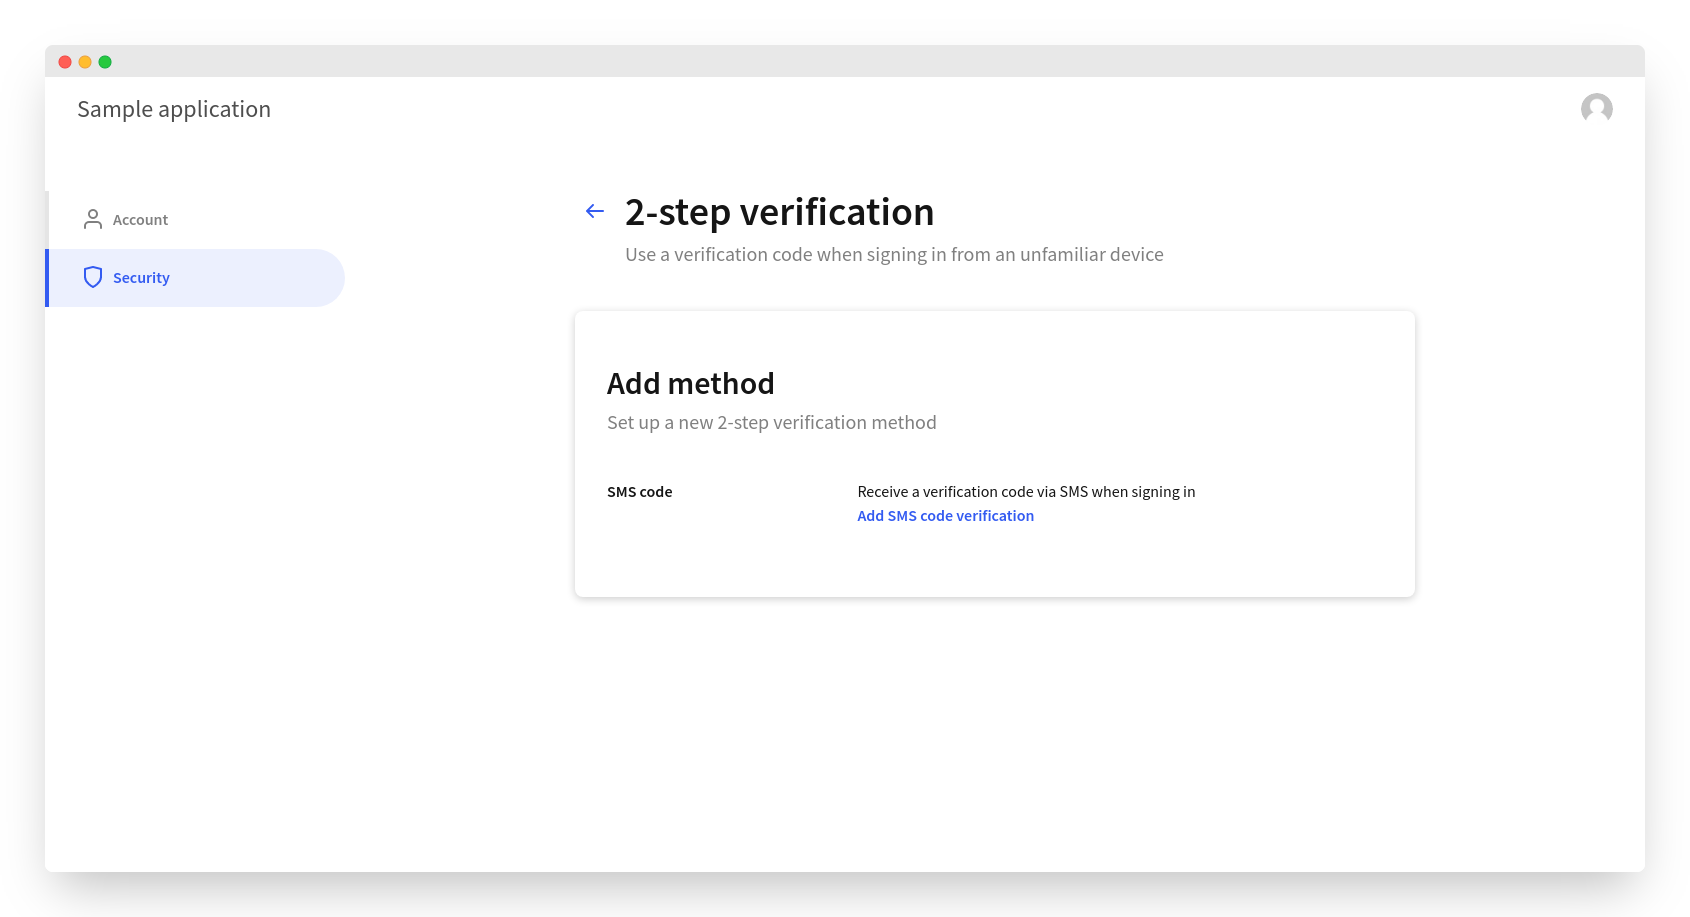 Sample application
Account
Security
2-step verification
Use a verification code when signing in from an unfamiliar device
Add method
Set up a new 2-step verification method
SMS code
Receive a verification code via SMS when signing in
Add SMS code verification